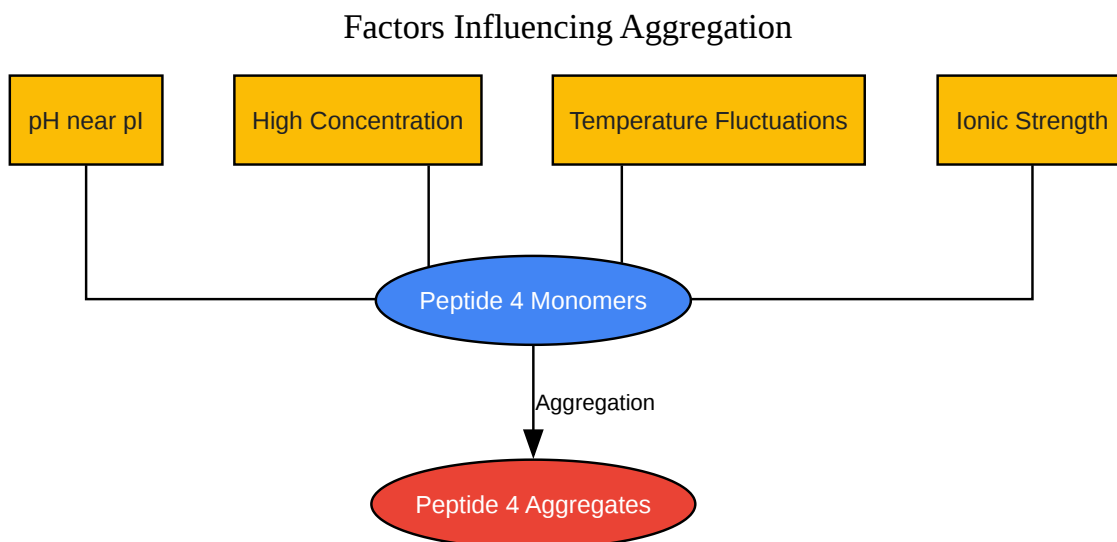 Factors Influencing Aggregation
pH near pI
High Concentration
Temperature Fluctuations
Ionic Strength
Peptide 4 Monomers
Aggregation
Peptide 4 Aggregates